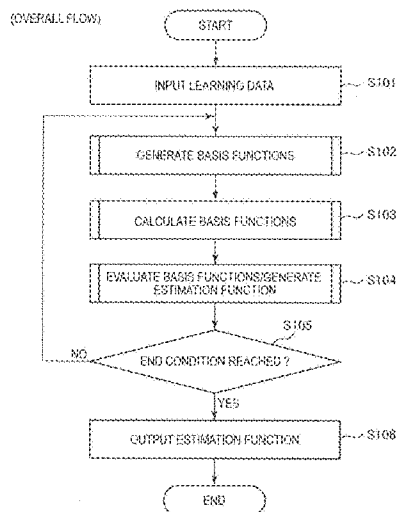 (OVERALL FLOW)
START
INPUT LEARNING DATA
S101
GENERATE BASIS FUNCTIONS
S102
CALCULATE BASIS FUNCTIONS
S103
EVALUATE BASIS FUNCTIONS/GENERATE
ESTIMATION FUNCTION
S104
S105
END CONDITION REACHED ?
NO
YES
OUTPUT ESTIMATION FUNCTION
S106
END